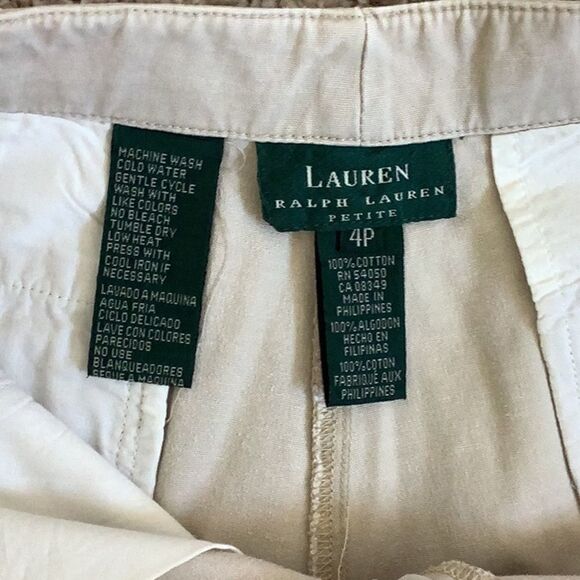 MACHINE WASH
COLD WATER
GENTLE CYCLE
WASH WITH
LIKE COLORS
NO BLEACH
TUMBLE DRY
LOW HEAT
PRESS WITH
COOL IRON IF
NECESSARY
LAVADO A MAQUINA
AGUA FRIA
CICLO DELICADO
LAVE CON COLORES
PARECIDOS
NO USE
BLANQUEADORES
SEQUE A MAQUINA
LAUREN
RALPH LAUREN
PETITE
4P
100% COTTON
RN 54050
CA 08349
MADE IN
PHILIPPINES
100% ALGODON
HECHO EN
FILIPINAS
100% COTON
FABRIQUE AUX
PHILIPPINES